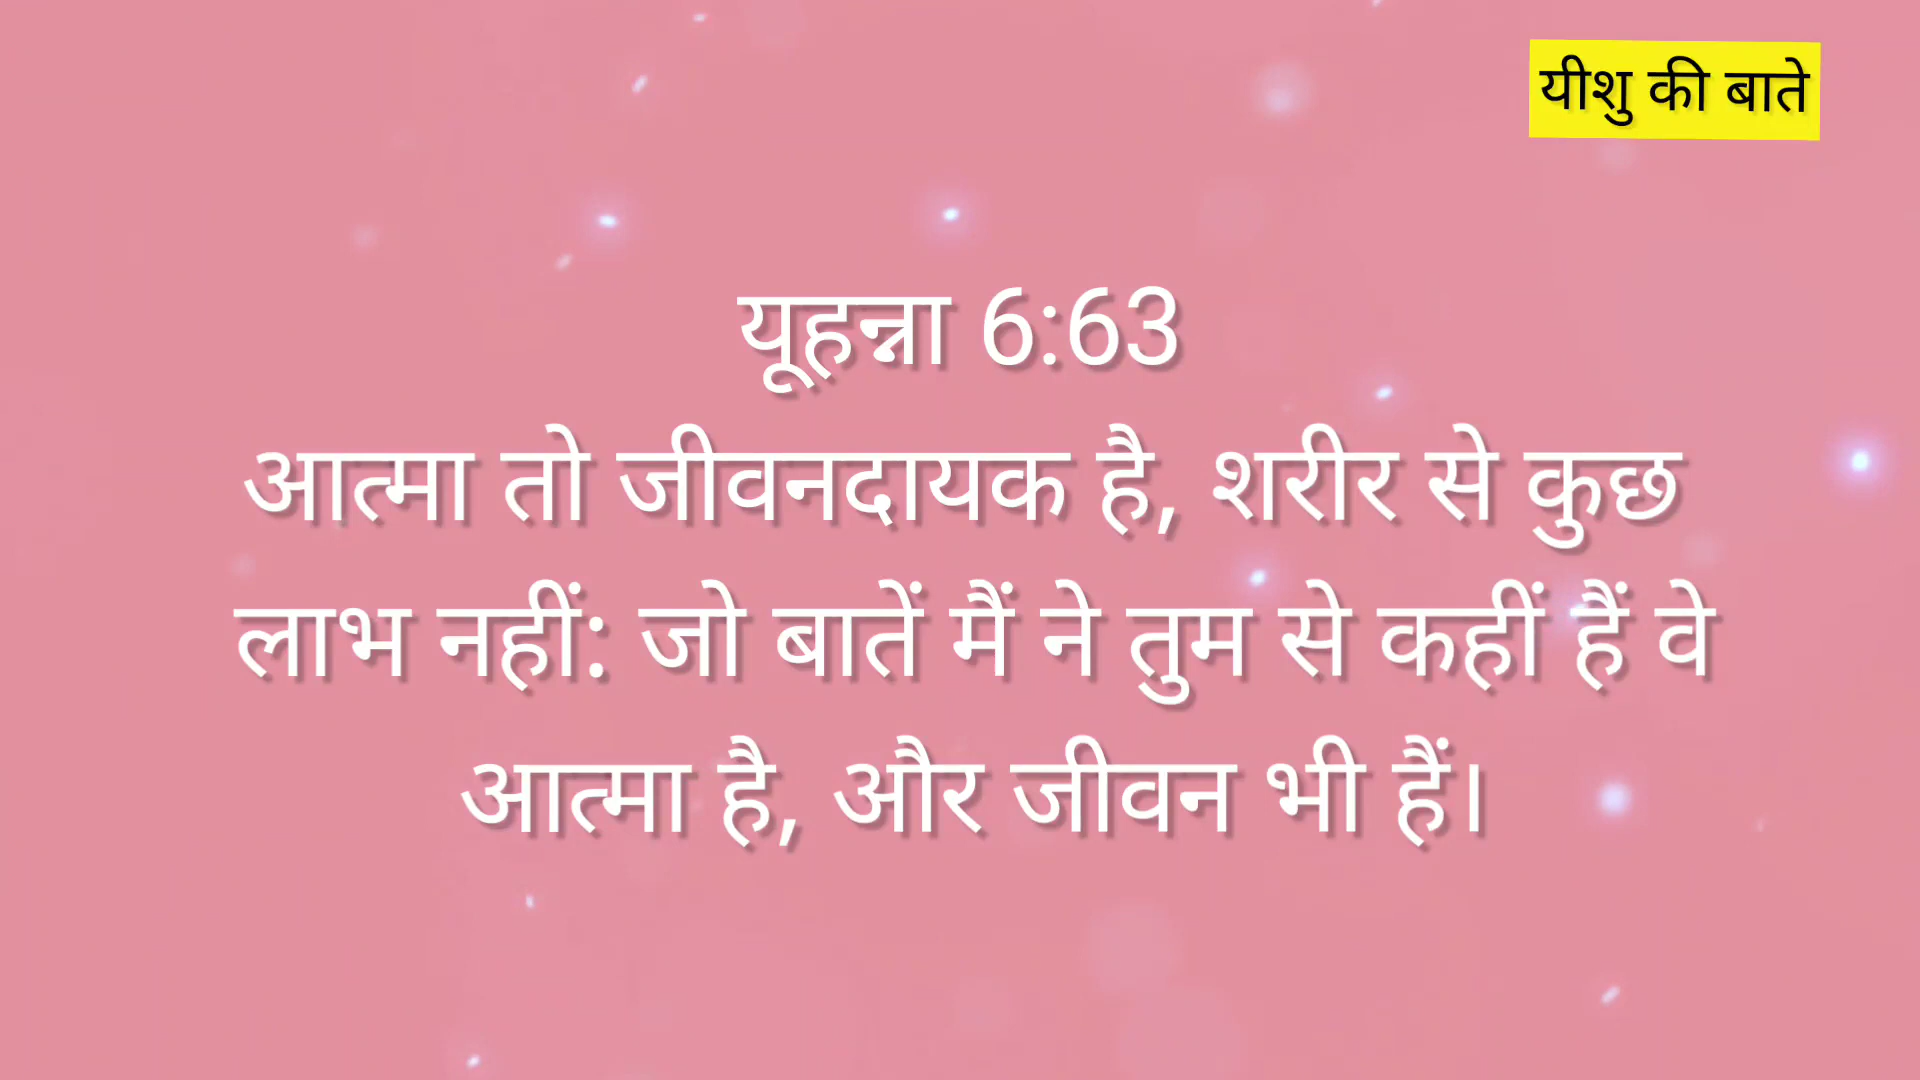 यीशु की बाते
यूहन्ना 6:63
आत्मा तो जीवनदायक है, शरीर से कुछ
लाभ नहीं: जो बातें मैं ने तुम से कहीं हैं वे
आत्मा है, और जीवन भी हैं।